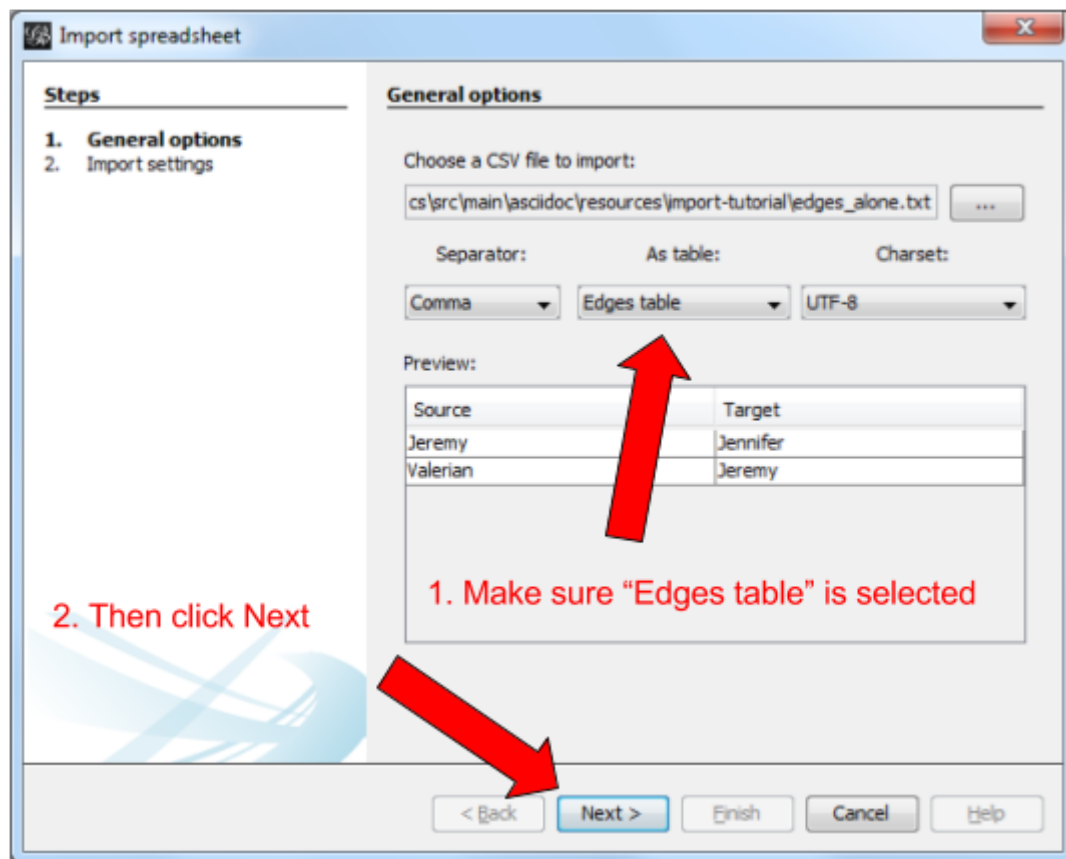 Import spreadsheet
Steps
1. General options
2. Import settings
General options
Choose a CSV file to import:
cs\src\main\asciidoc\resources\import-tutorial\edges_alone.txt ...
Separator: As table: Charset:
Comma Edges table UTF-8
Preview:
Source Target
Jeremy Jennifer
Valerian Jeremy
1. Make sure “Edges table” is selected
2. Then click Next
< Back Next > Finish Cancel Help